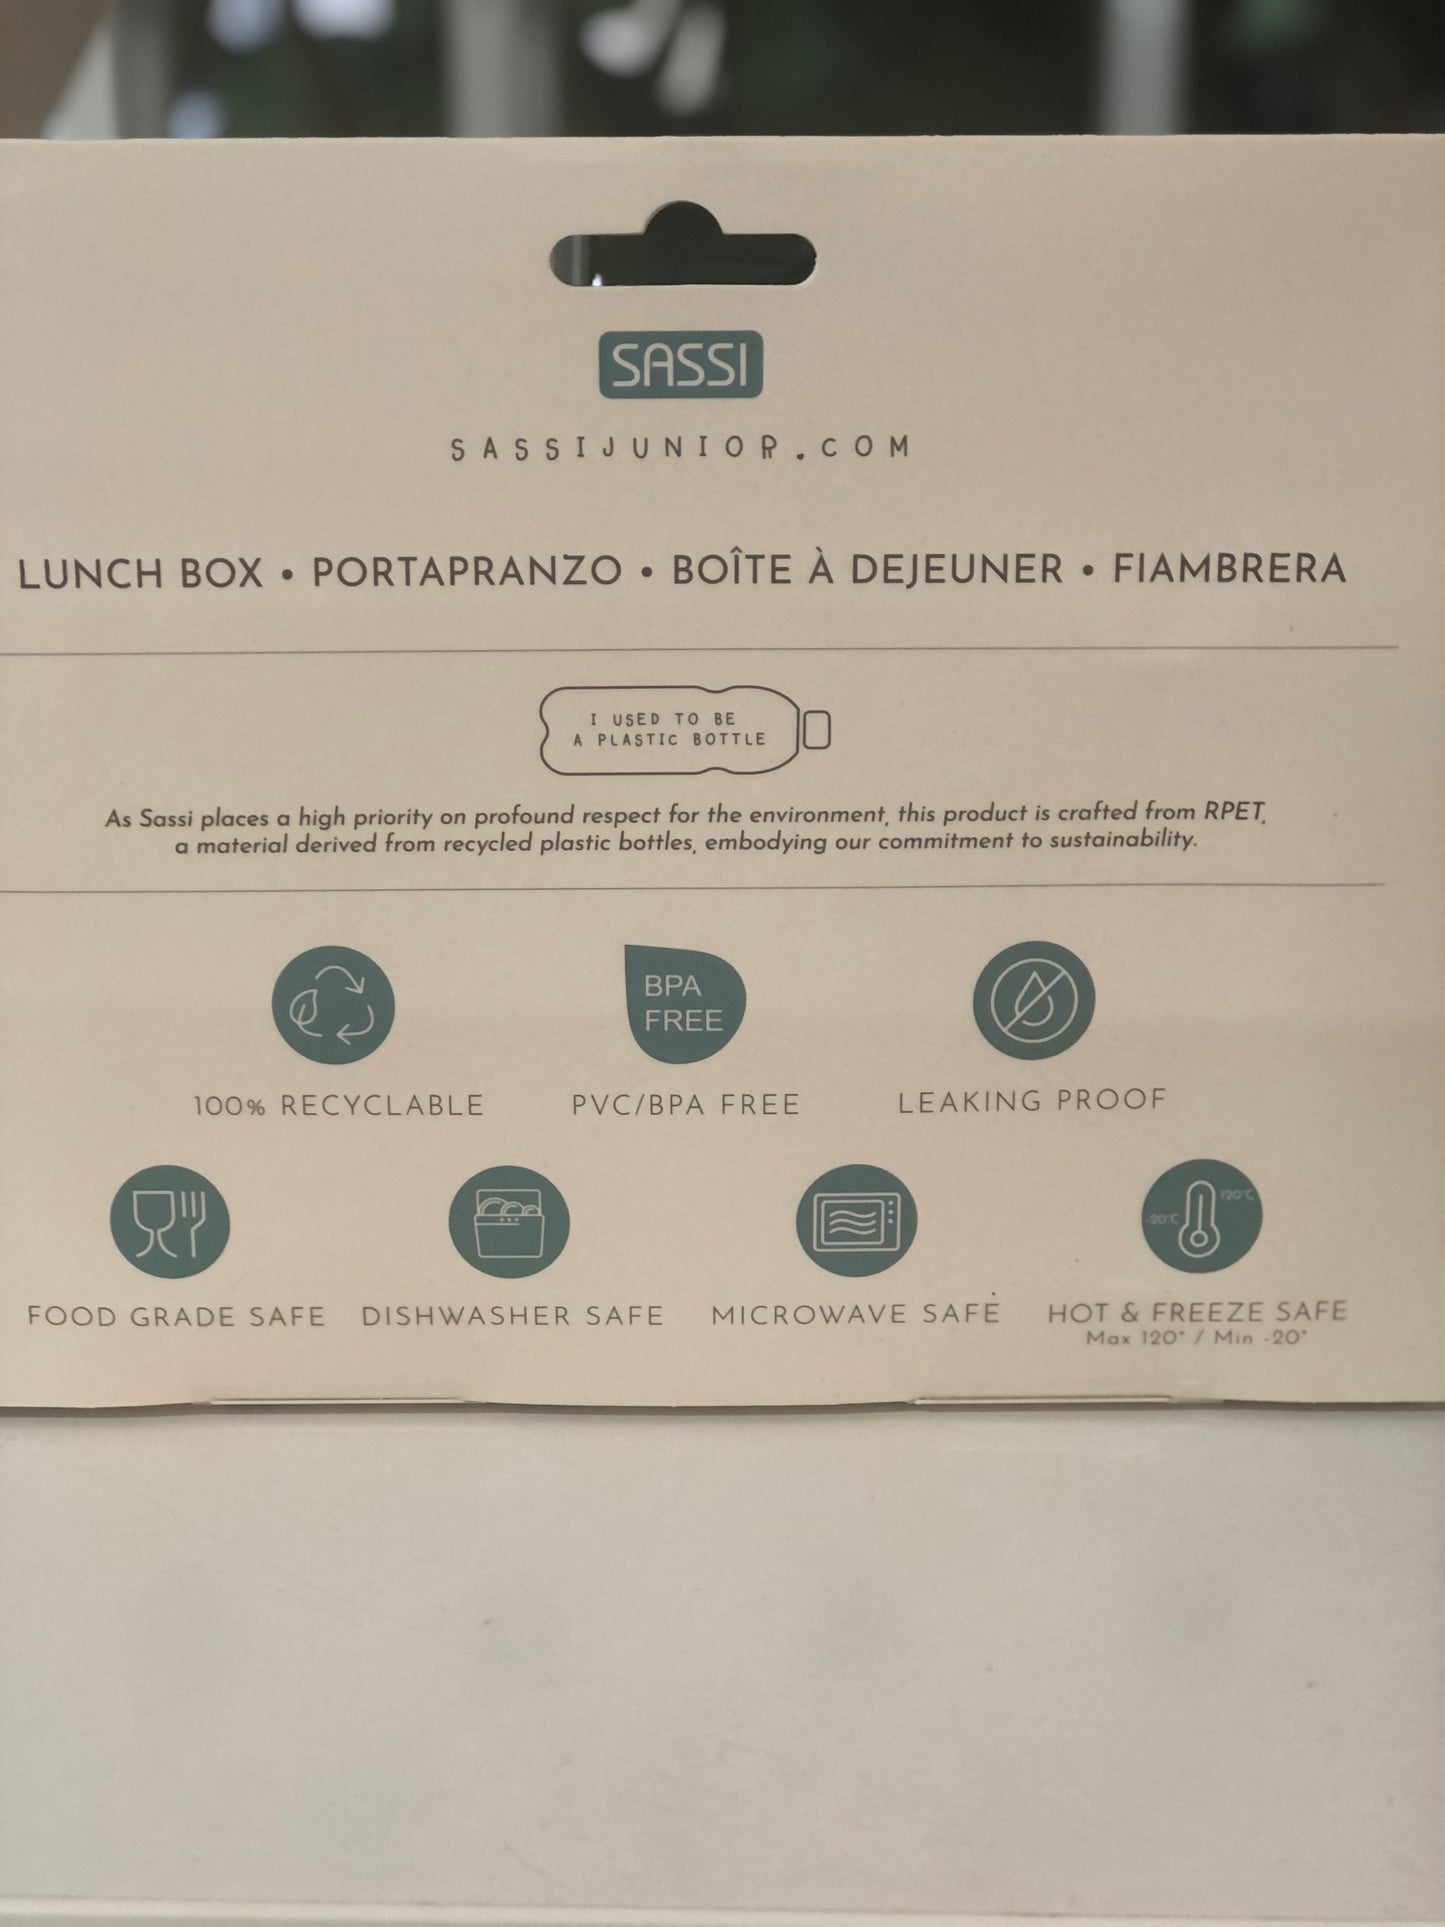 SASSI
SASSIJUNIOR.COM
LUNCH BOX • PORTAPRANZO • BOÎTE À DEJEUNER • FIAMBRERA
I USED TO BE
A PLASTIC BOTTLE
As Sassi places a high priority on profound respect for the environment, this product is crafted from RPET,
a material derived from recycled plastic bottles, embodying our commitment to sustainability.
BPA
FREE
100% RECYCLABLE
PVC/BPA FREE
LEAKING PROOF
120°C
-20°C
FOOD GRADE SAFE
DISHWASHER SAFE
MICROWAVE SAFE
HOT & FREEZE SAFE
Max 120° / Min -20°